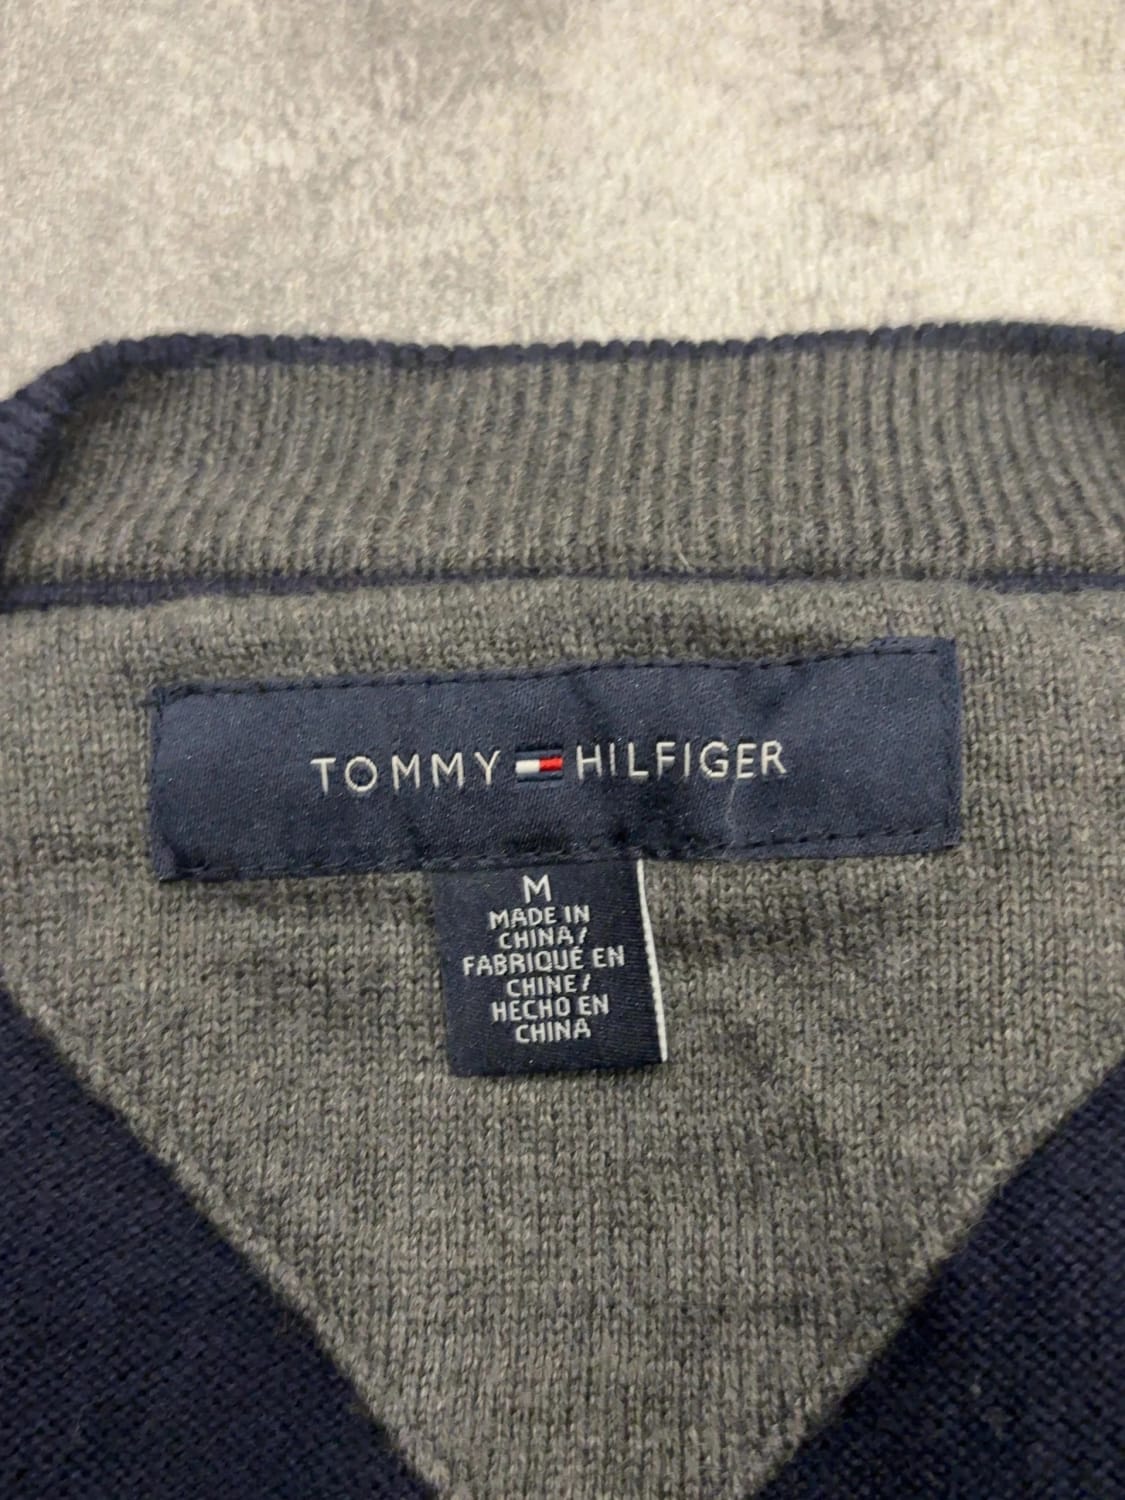 TOMMY HILFIGER
M
MADE IN
CHINA/
FABRIQUÉ EN
CHINE/
HECHO EN
CHINA